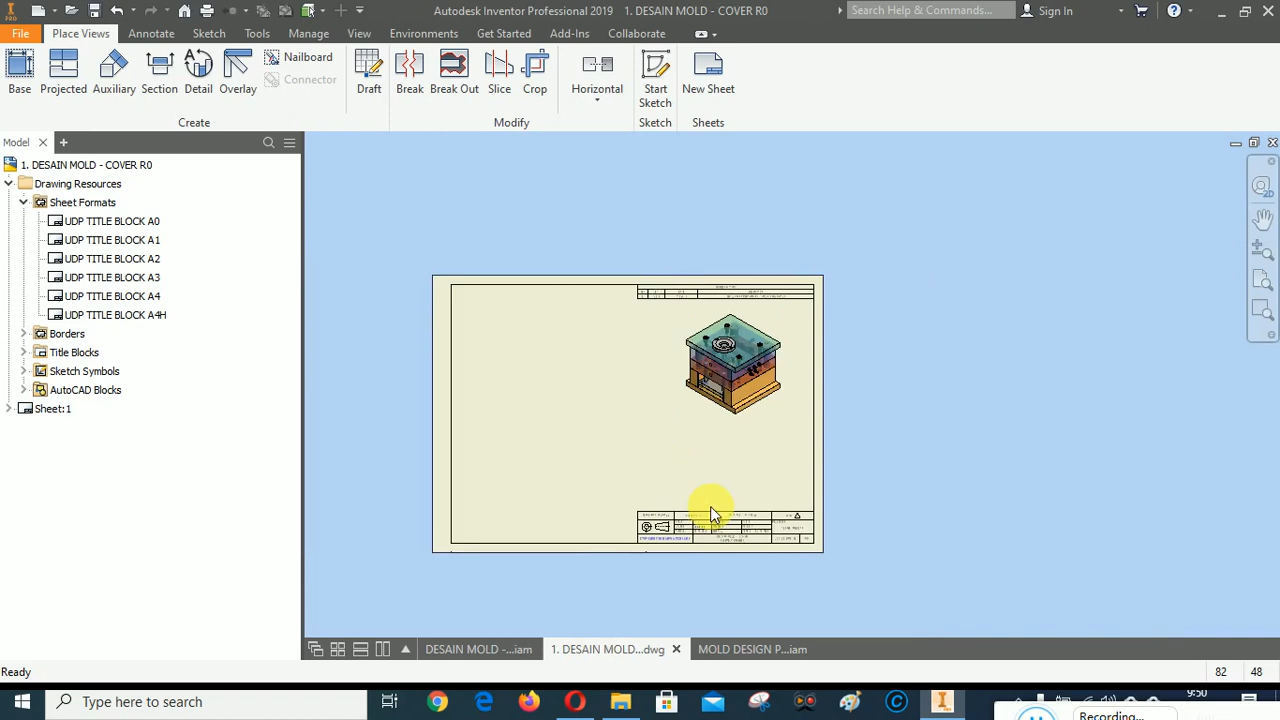 PRO
Autodesk Inventor Professional 2019 1. DESAIN MOLD - COVER R0
Search Help & Commands...
Sign In
File Place Views Annotate Sketch Tools Manage View Environments Get Started Add-Ins Collaborate
Base Projected Auxiliary Section Detail Overlay
Nailboard
Connector
Draft
Break Break Out Slice Crop
Horizontal
Start
Sketch
New Sheet
Create Modify Sketch Sheets
Model
1. DESAIN MOLD - COVER R0
Drawing Resources
Sheet Formats
UDP TITLE BLOCK A0
UDP TITLE BLOCK A1
UDP TITLE BLOCK A2
UDP TITLE BLOCK A3
UDP TITLE BLOCK A4
UDP TITLE BLOCK A4H
Borders
Title Blocks
Sketch Symbols
AutoCAD Blocks
Sheet:1
2D
DESAIN MOLD -...iam
1. DESAIN MOLD...dwg
MOLD DESIGN P...iam
Ready
82 48
Type here to search
9:50
Recording...